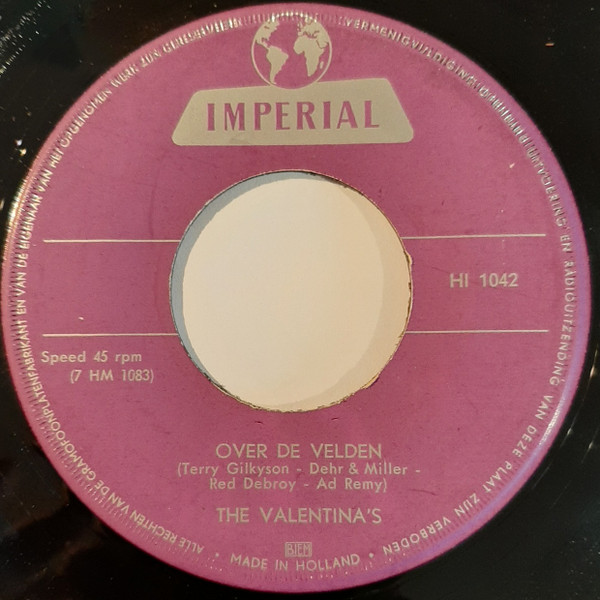 IMPERIAL
HI 1042
Speed 45 rpm
(7 HM 1083)
OVER DE VELDEN
(Terry Gilkyson - Dehr & Miller -
Red Debroy - Ad Remy)
THE VALENTINA'S
BIEM
• MADE IN HOLLAND •
ALLE RECHTEN VAN DE GRAMOFOONPLATENFABRIKANT EN VAN DE EIGENAAR VAN HET OPGENOMEN WERK ZIJN VERMENIGVULDIGING UITVOERING EN RADIOUITZENDING VAN DEZE PLAAT ZIJN VERBODEN